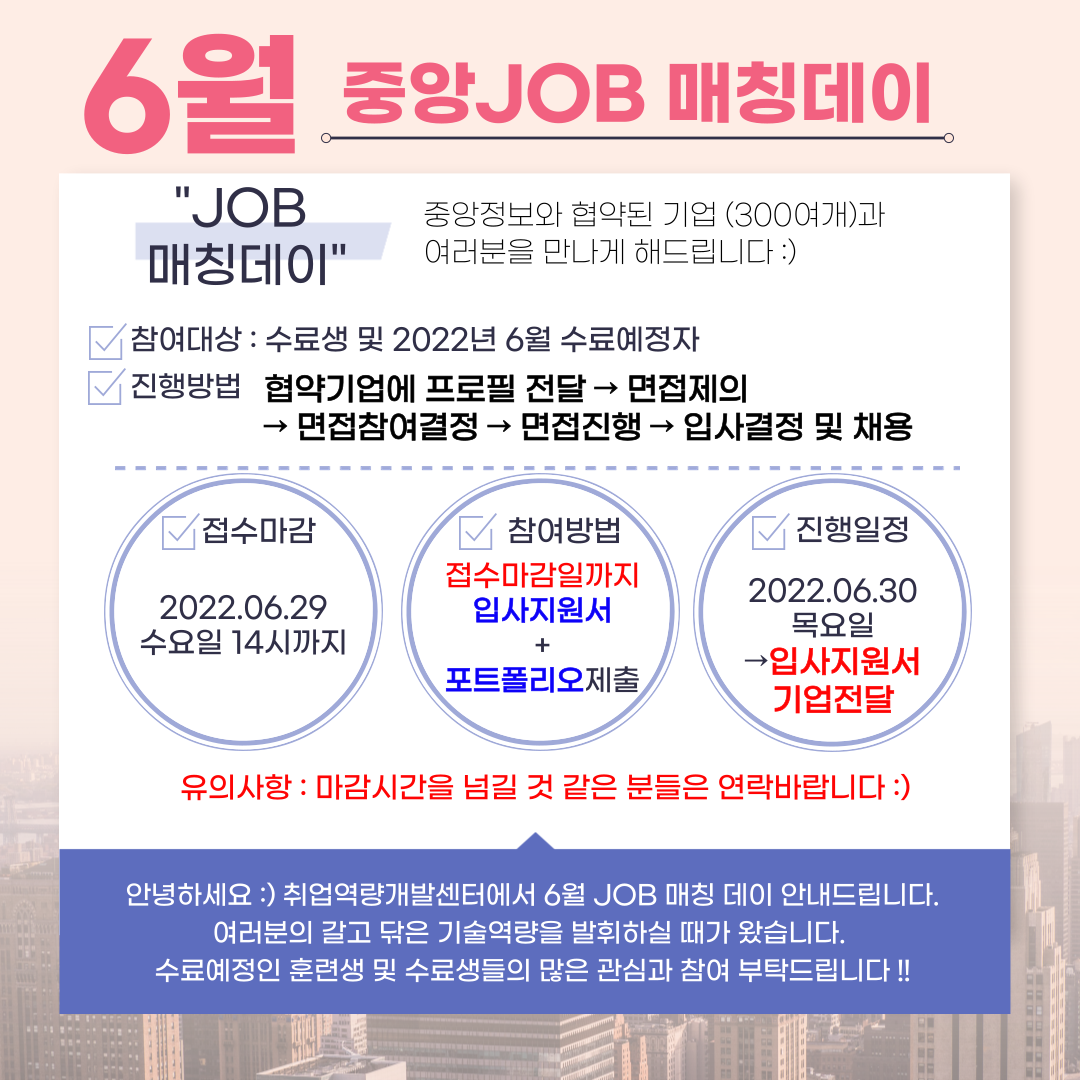 6월 중앙JOB 매칭데이
"JOB
매칭데이"
중앙정보와 협약된 기업 (300여개)과
여러분을 만나게 해드립니다 :)
참여대상 : 수료생 및 2022년 6월 수료예정자
진행방법 협약기업에 프로필 전달 → 면접제의
→ 면접참여결정 → 면접진행 → 입사결정 및 채용
접수마감
2022.06.29
수요일 14시까지
참여방법
접수마감일까지
입사지원서
+
포트폴리오제출
진행일정
2022.06.30
목요일
→입사지원서
기업전달
유의사항 : 마감시간을 넘길 것 같은 분들은 연락바랍니다 :)
안녕하세요 :) 취업역량개발센터에서 6월 JOB 매칭 데이 안내드립니다.
여러분의 갈고 닦은 기술역량을 발휘하실 때가 왔습니다.
수료예정인 훈련생 및 수료생들의 많은 관심과 참여 부탁드립니다 !!